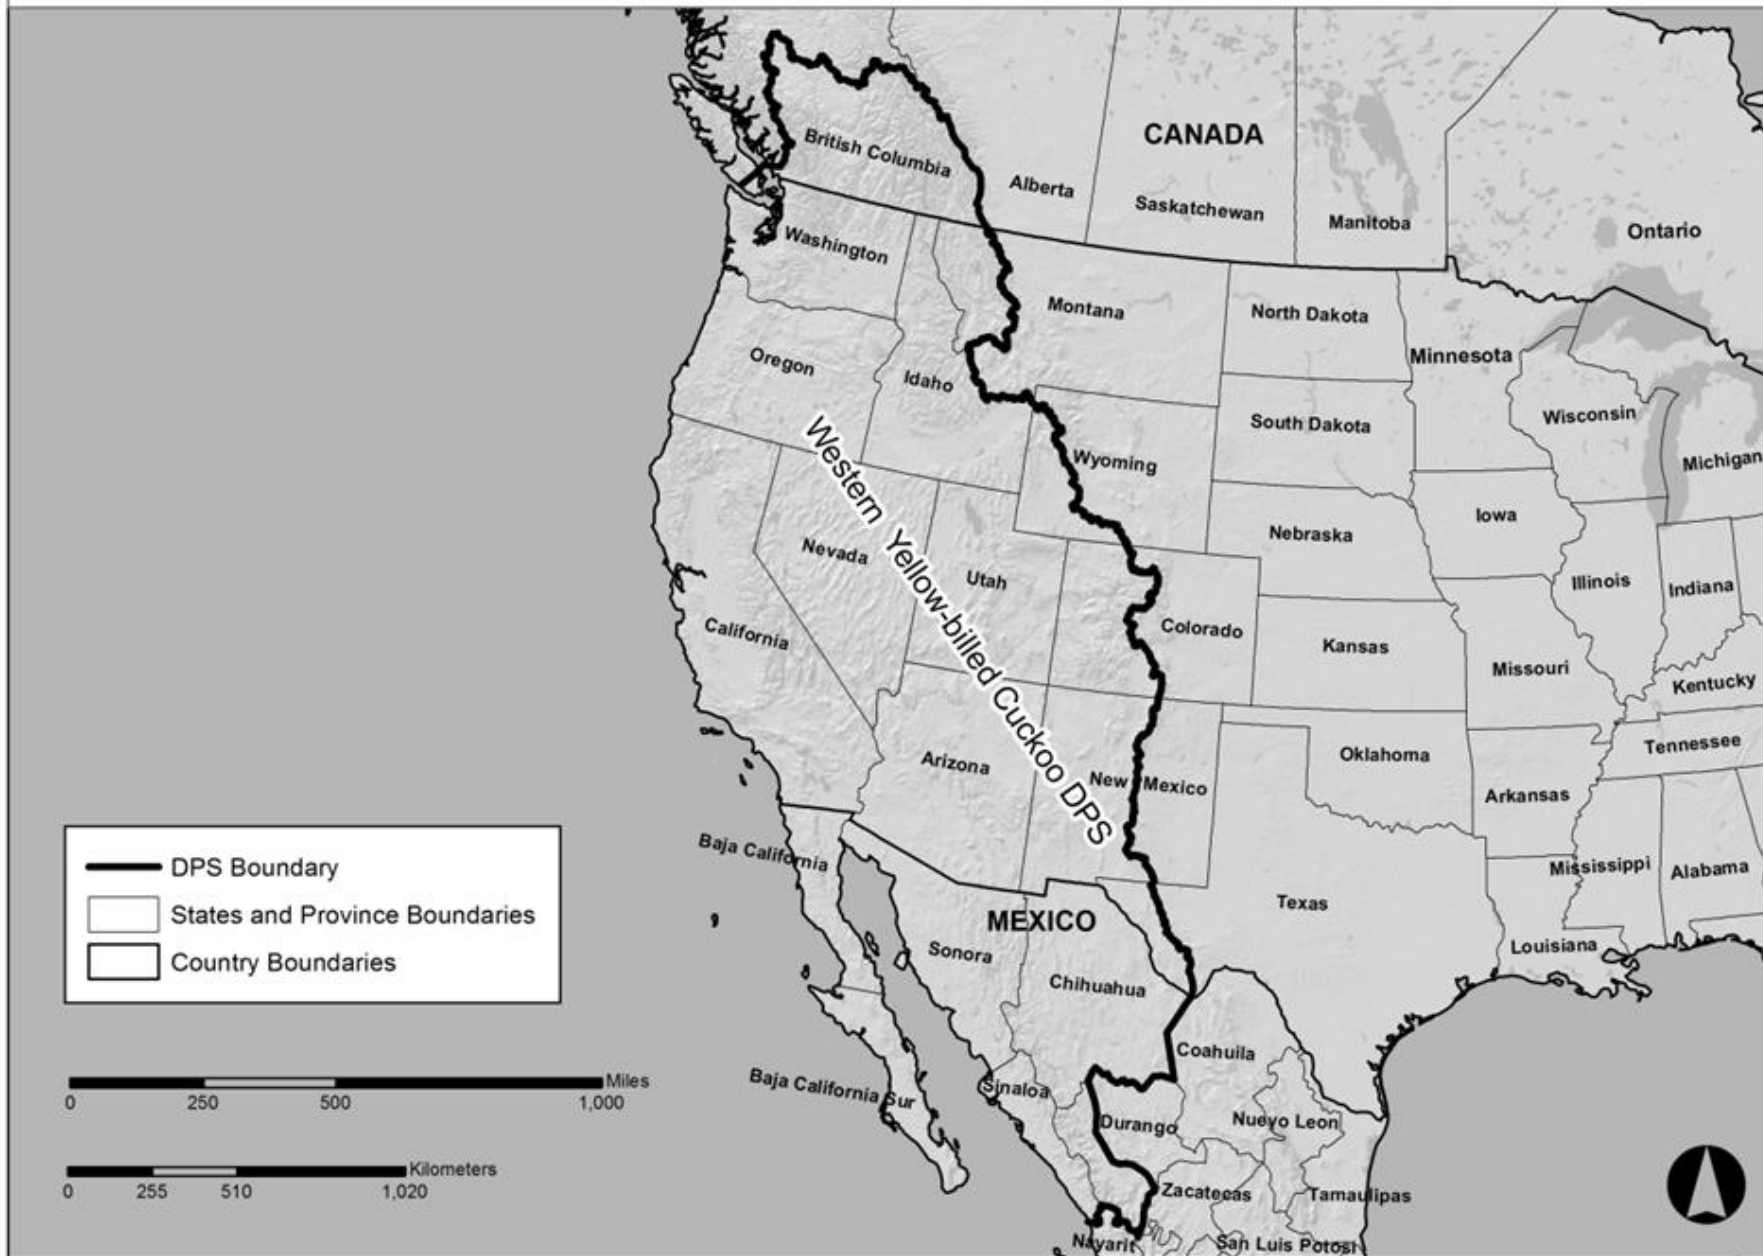 CANADA
British Columbia
Alberta
Saskatchewan
Manitoba
Ontario
Washington
Montana
North Dakota
Minnesota
Oregon
Idaho
South Dakota
Wisconsin
Michigan
Wyoming
Western Yellow-billed Cuckoo DPS
Nebraska
Iowa
Nevada
Utah
Illinois
Indiana
California
Colorado
Kansas
Missouri
Kentucky
Arizona
New Mexico
Oklahoma
Tennessee
Arkansas
Baja California
Mississippi
Alabama
Texas
MEXICO
Louisiana
Sonora
Chihuahua
Coahuila
Baja California Sur
Sinaloa
Durango
Nuevo Leon
Zacatecas
Tamaulipas
Nayarit
San Luis Potosi
DPS Boundary
States and Province Boundaries
Country Boundaries
Miles
0 250 500 1,000
Kilometers
0 255 510 1,020